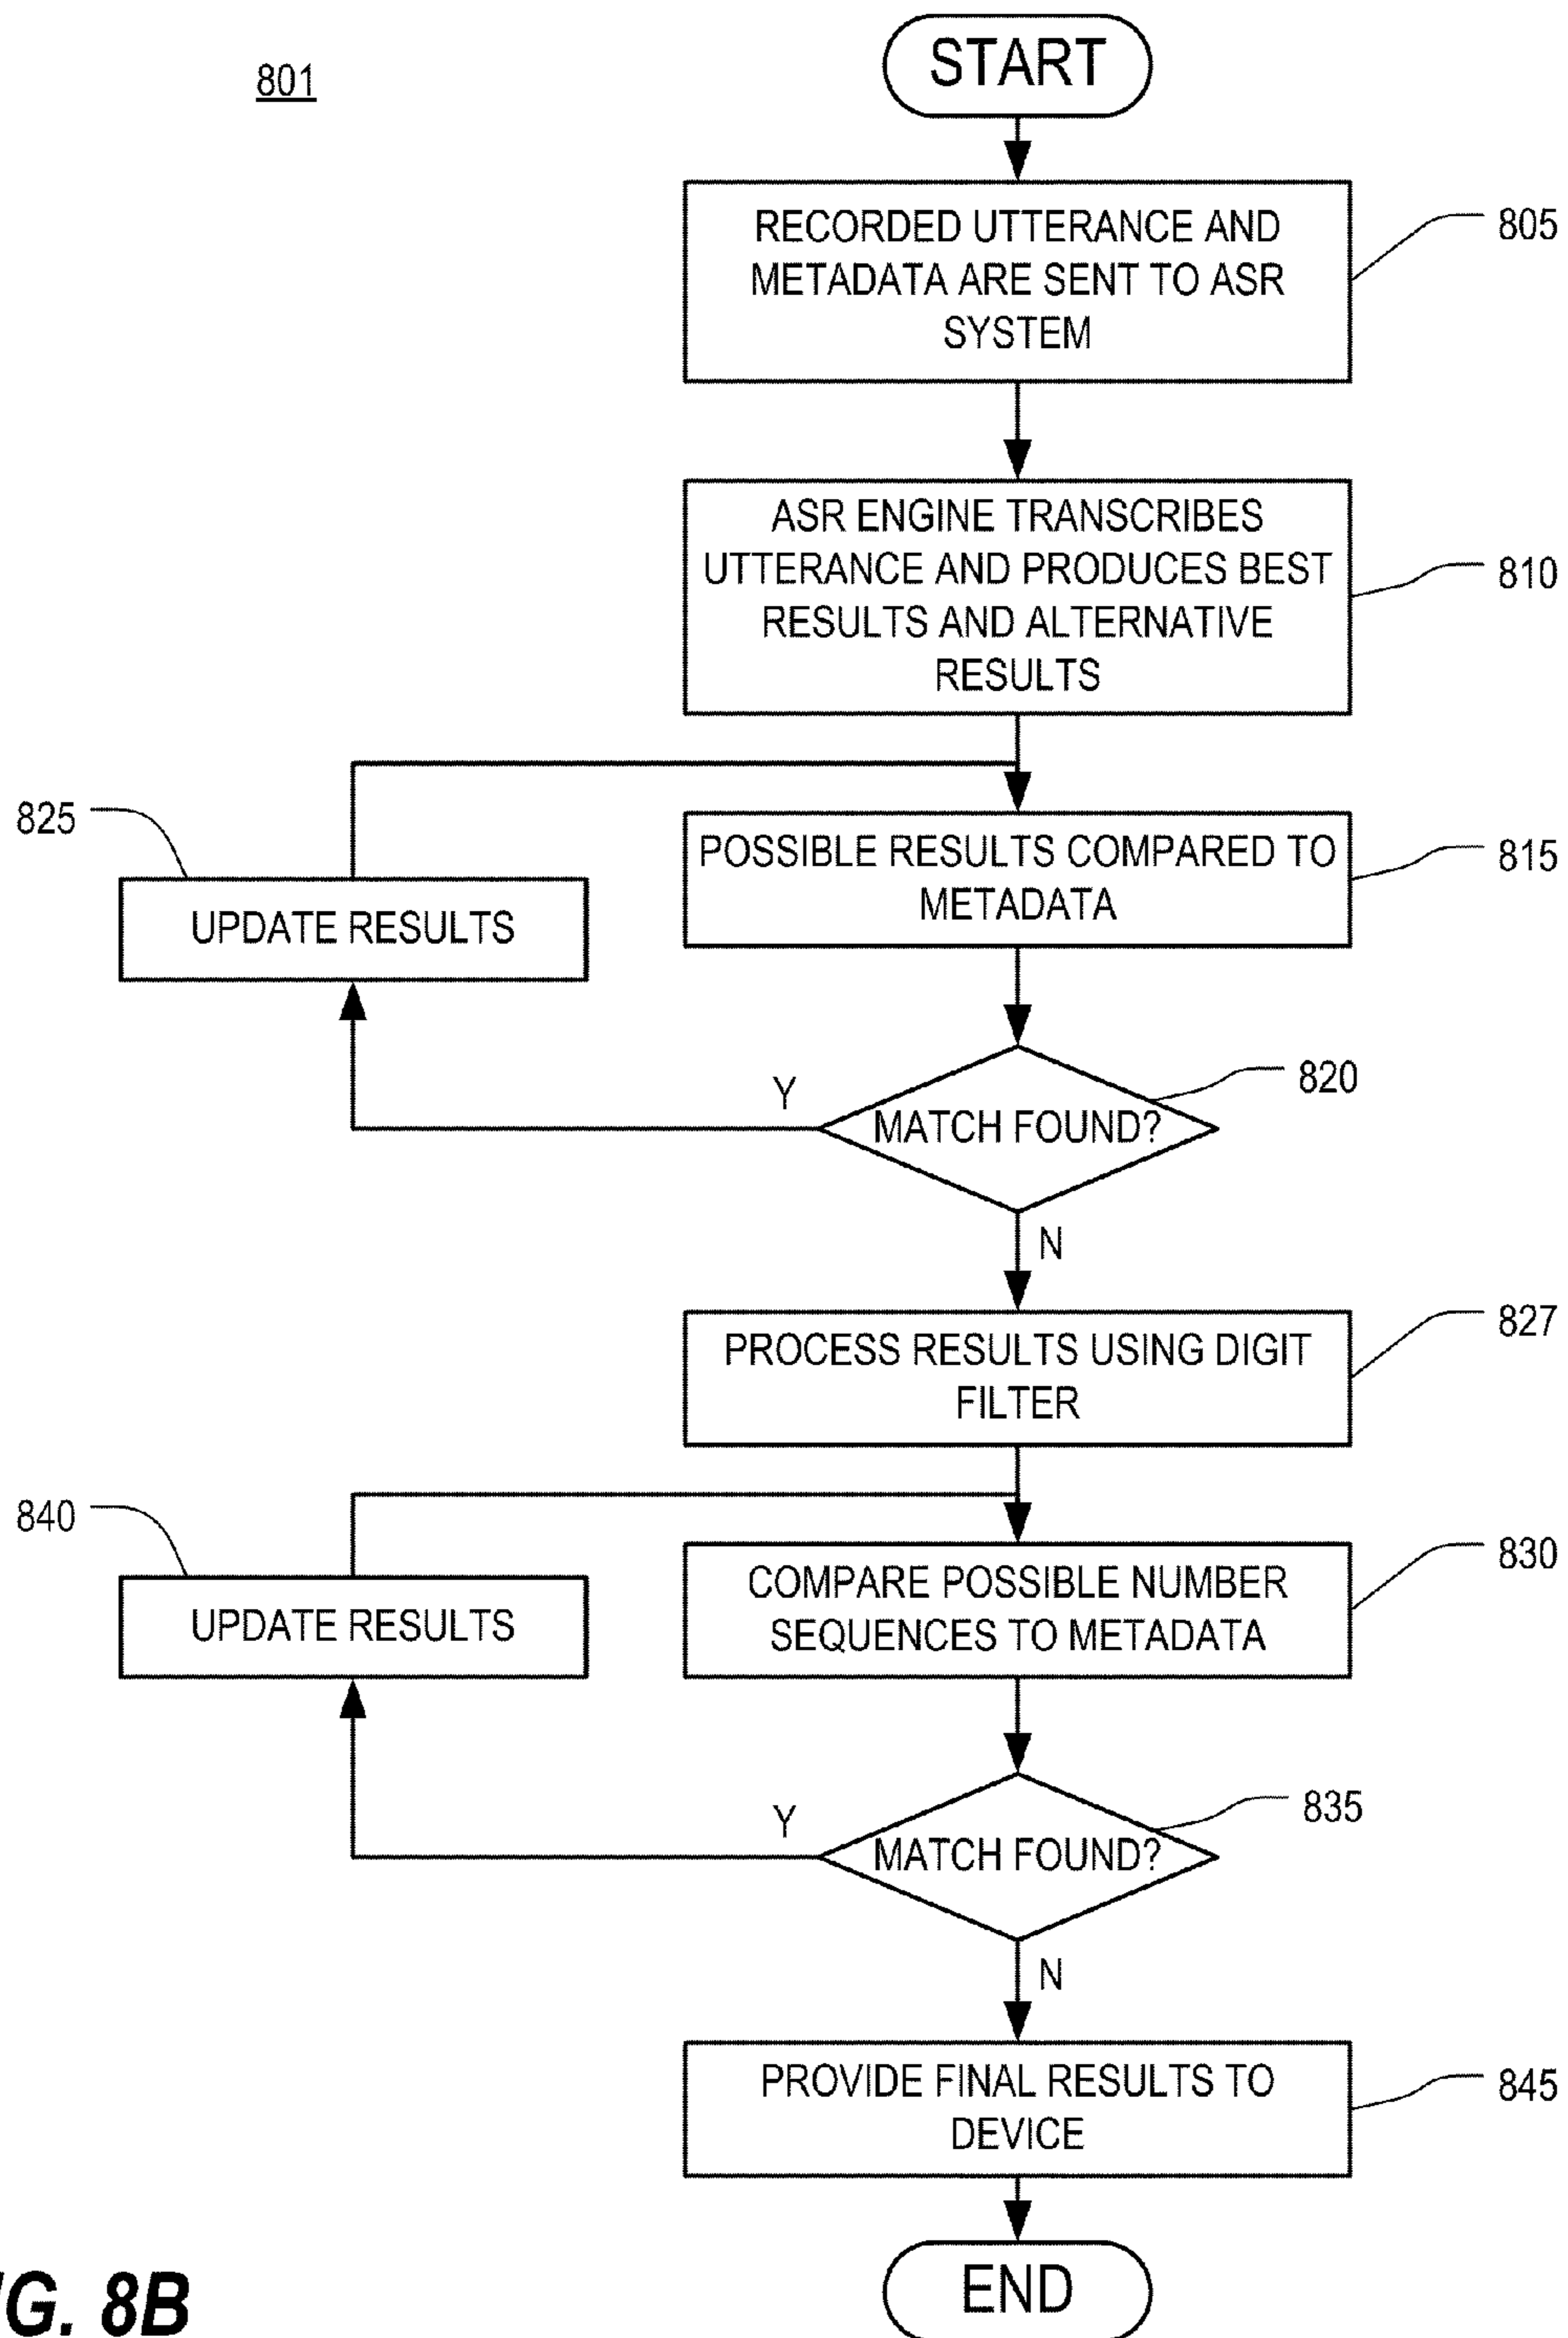 801
START
RECORDED UTTERANCE AND
METADATA ARE SENT TO ASR
SYSTEM
805
ASR ENGINE TRANSCRIBES
UTTERANCE AND PRODUCES BEST
RESULTS AND ALTERNATIVE
RESULTS
810
825
UPDATE RESULTS
POSSIBLE RESULTS COMPARED TO
METADATA
815
820
Y
MATCH FOUND?
N
PROCESS RESULTS USING DIGIT
FILTER
827
840
UPDATE RESULTS
COMPARE POSSIBLE NUMBER
SEQUENCES TO METADATA
830
835
Y
MATCH FOUND?
N
PROVIDE FINAL RESULTS TO
DEVICE
845
END
8B